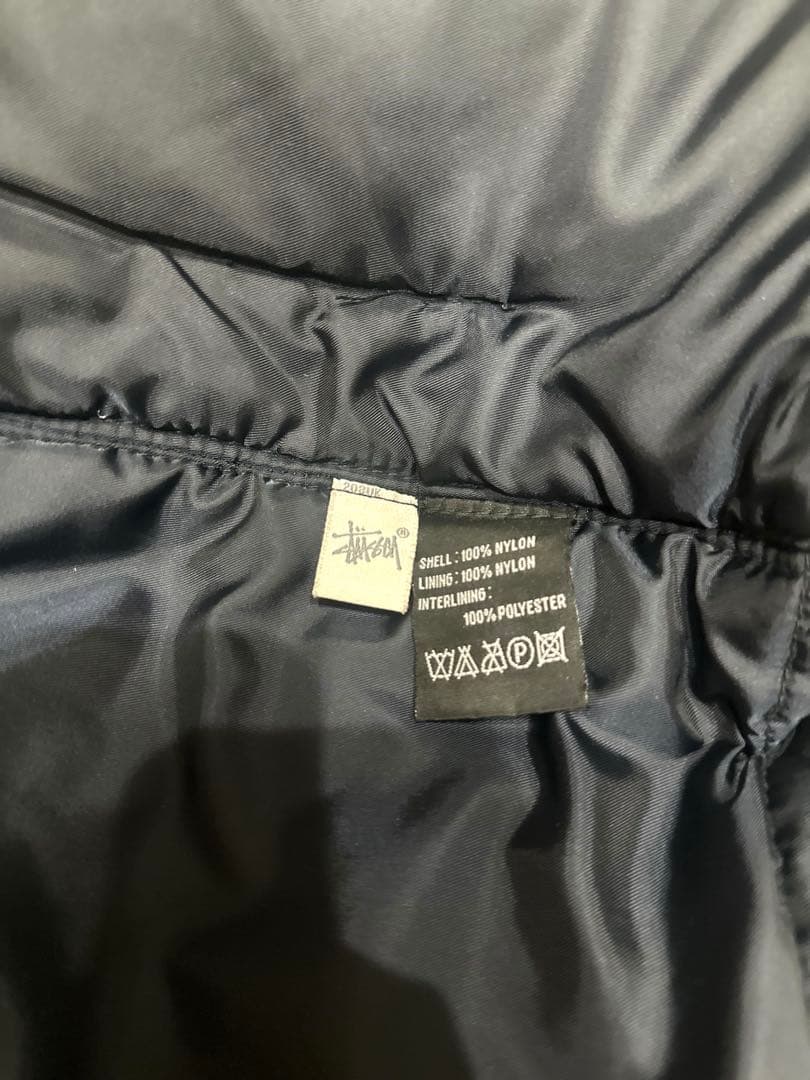 Stüssy®
SHELL : 100% NYLON
LINING : 100% NYLON
INTERLINING :
100% POLYESTER
P